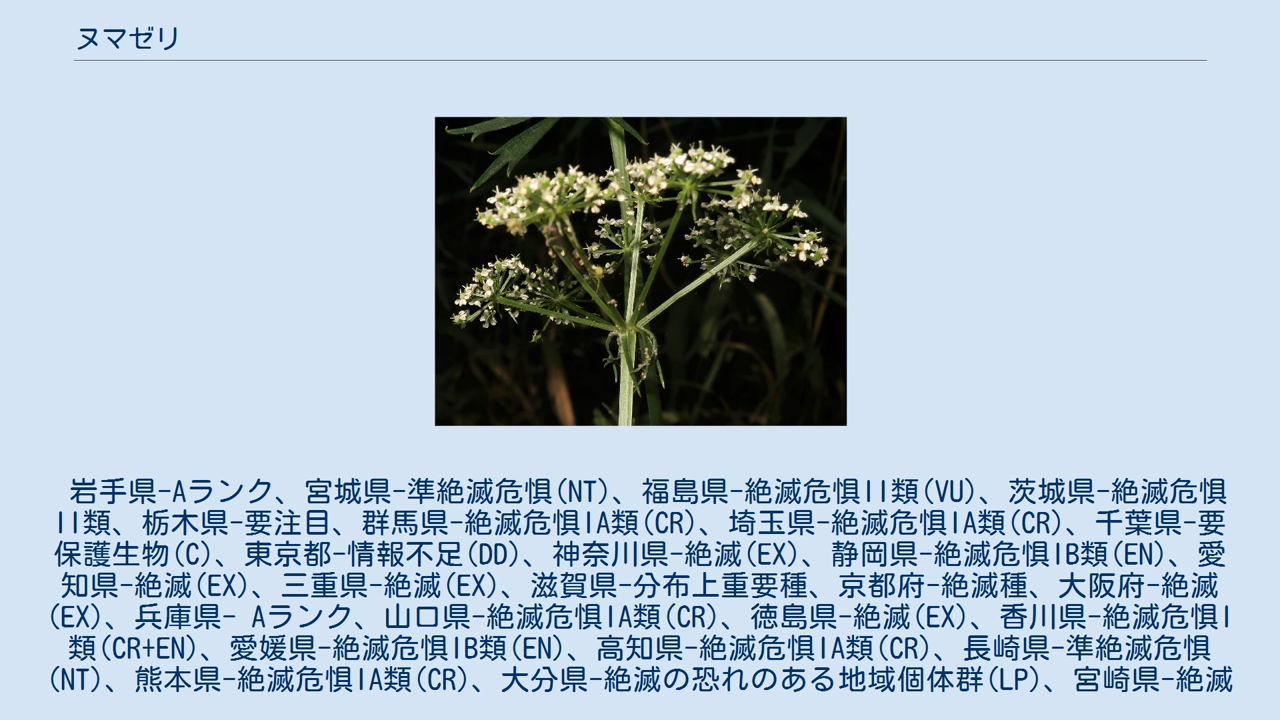 ヌマゼリ
岩手県-Aランク、宮城県-準絶滅危惧(NT)、福島県-絶滅危惧II類(VU)、茨城県-絶滅危惧
II類、栃木県-要注目、群馬県-絶滅危惧IA類(CR)、埼玉県-絶滅危惧IA類(CR)、千葉県-要
保護生物(C)、東京都-情報不足(DD)、神奈川県-絶滅(EX)、静岡県-絶滅危惧IB類(EN)、愛
知県-絶滅(EX)、三重県-絶滅(EX)、滋賀県-分布上重要種、京都府-絶滅種、大阪府-絶滅
(EX)、兵庫県- Aランク、山口県-絶滅危惧IA類(CR)、徳島県-絶滅(EX)、香川県-絶滅危惧I
類(CR+EN)、愛媛県-絶滅危惧IB類(EN)、高知県-絶滅危惧IA類(CR)、長崎県-準絶滅危惧
(NT)、熊本県-絶滅危惧IA類(CR)、大分県-絶滅の恐れのある地域個体群(LP)、宮崎県-絶滅